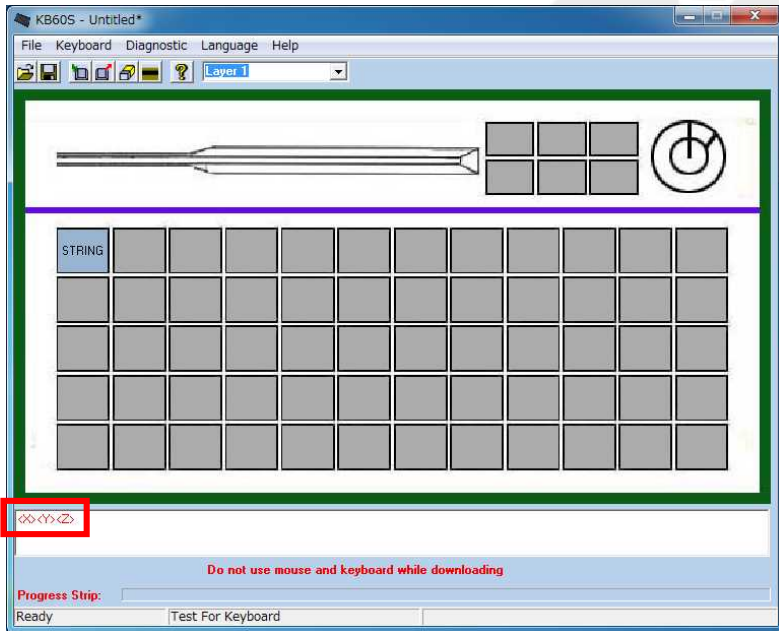 KB60S - Untitled*
File Keyboard Diagnostic Language Help
Layer 1
STRING
<X><Y><Z>
Do not use mouse and keyboard while downloading
Progress Strip:
Ready Test For Keyboard